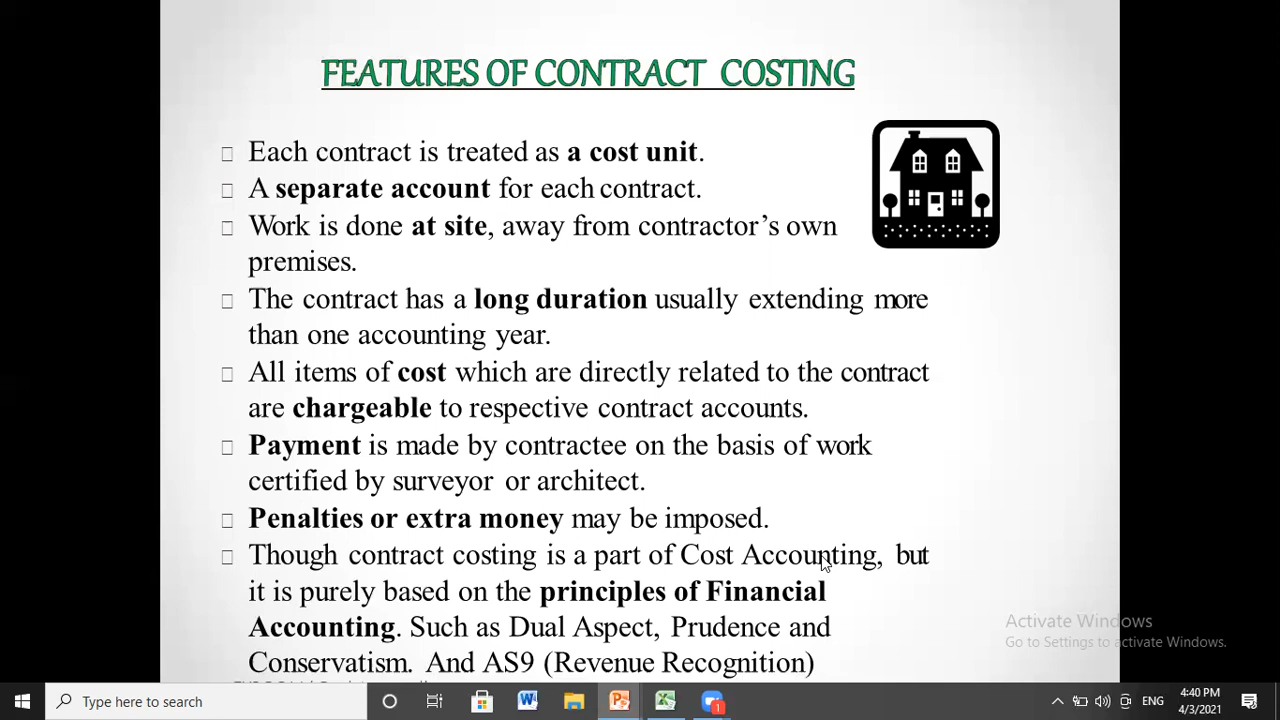 FEATURES OF CONTRACT COSTING
Each contract is treated as a cost unit.
A separate account for each contract.
Work is done at site, away from contractor's own
premises.
The contract has a long duration usually extending more
than one accounting year.
All items of cost which are directly related to the contract
are chargeable to respective contract accounts.
Payment is made by contractee on the basis of work
certified by surveyor or architect.
Penalties or extra money may be imposed.
Though contract costing is a part of Cost Accounting, but
it is purely based on the principles of Financial
Accounting. Such as Dual Aspect, Prudence and
Conservatism. And AS9 (Revenue Recognition)
Activate Windows
Go to Settings to activate Windows.
Type here to search
1
ENG
4:40 PM
4/3/2021